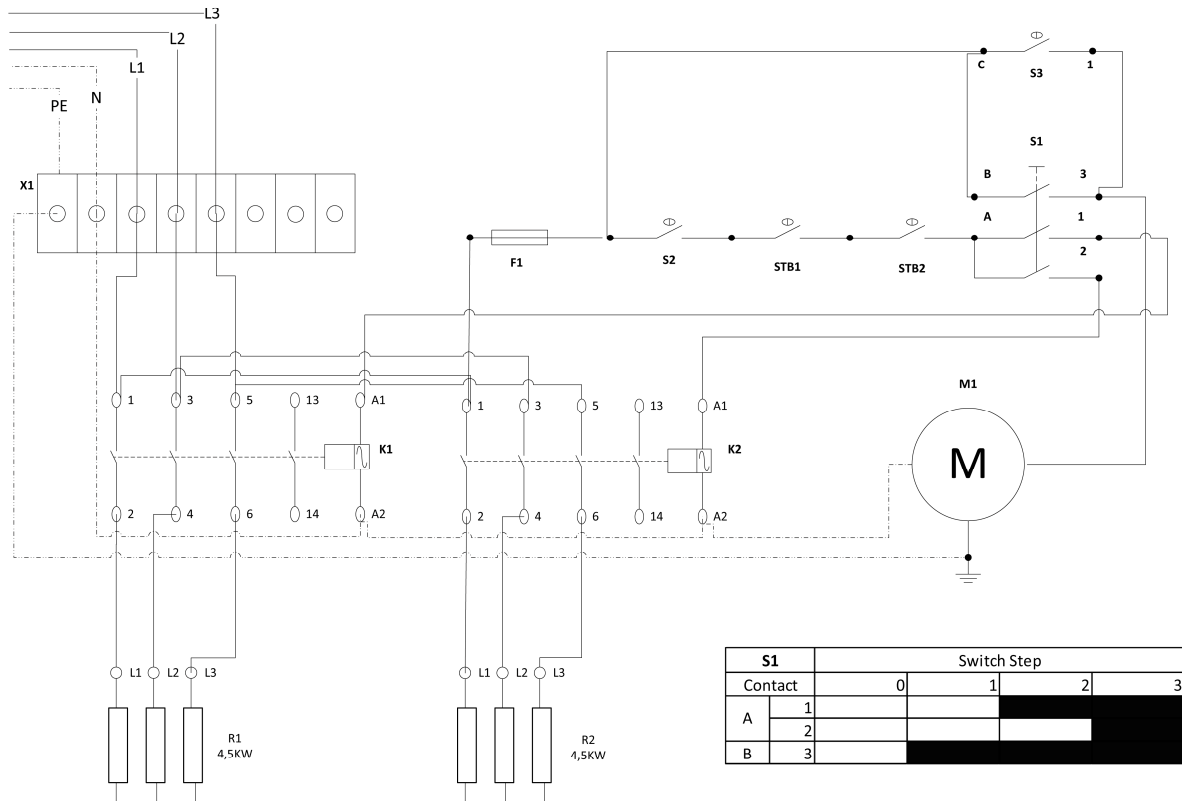 L3
L2
L1
N
PE
X1
C
S3
1
S1
B
3
A
1
2
F1
S2
STB1
STB2
M1
1
3
5
13
A1
K1
2
4
6
14
A2
1
3
5
13
A1
K2
2
4
6
14
A2
M
L1
L2
L3
R1
4,5KW
L1
L2
L3
R2
4,5KW
S1 Switch Step
Contact 0 1 2 3
A 1
2
B 3